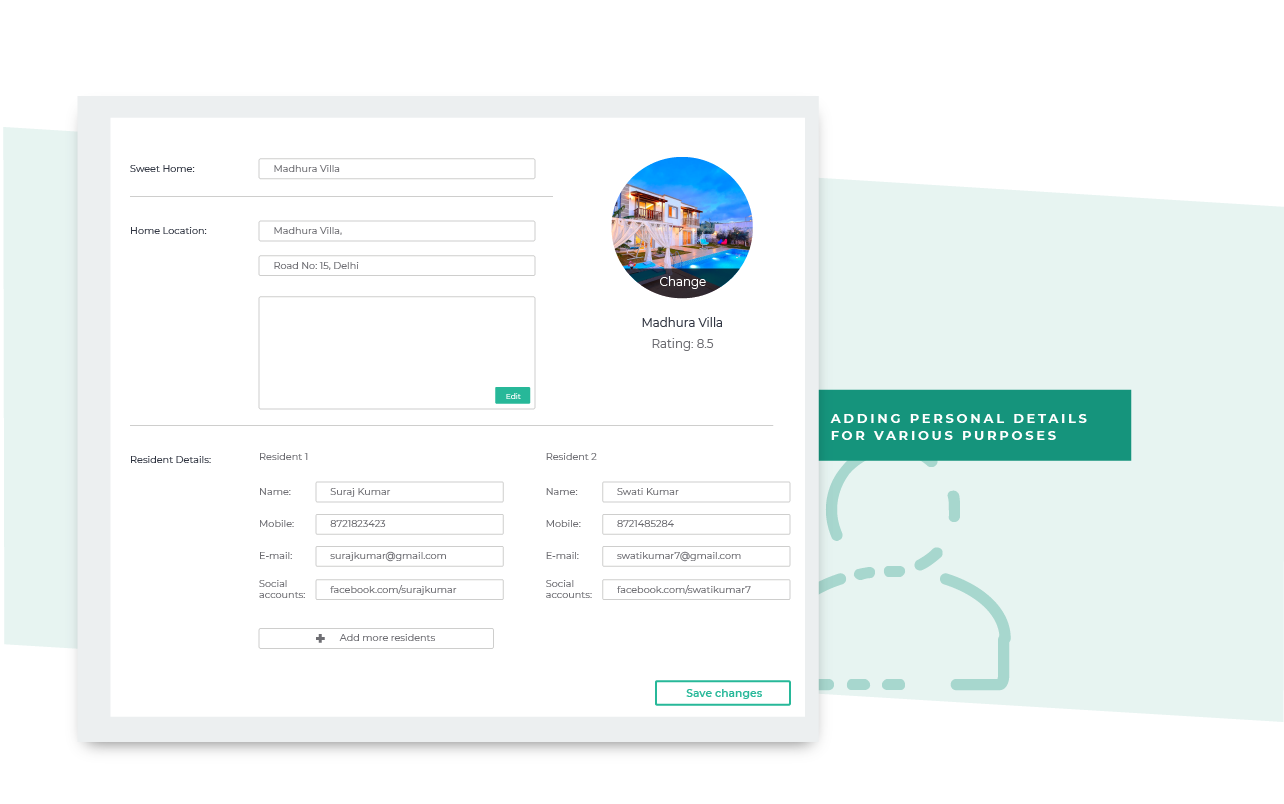 Sweet Home:
Madhura Villa
Home Location:
Madhura Villa,
Road No: 15, Delhi
Edit
Change
Madhura Villa
Rating: 8.5
ADDING PERSONAL DETAILS
FOR VARIOUS PURPOSES
Resident Details:
Resident 1
Name:
Suraj Kumar
Mobile:
8721823423
E-mail:
surajkumar@gmail.com
Social
accounts:
facebook.com/surajkumar
Resident 2
Name:
Swati Kumar
Mobile:
8721485284
E-mail:
swatikumar7@gmail.com
Social
accounts:
facebook.com/swatikumar7
Add more residents
Save changes